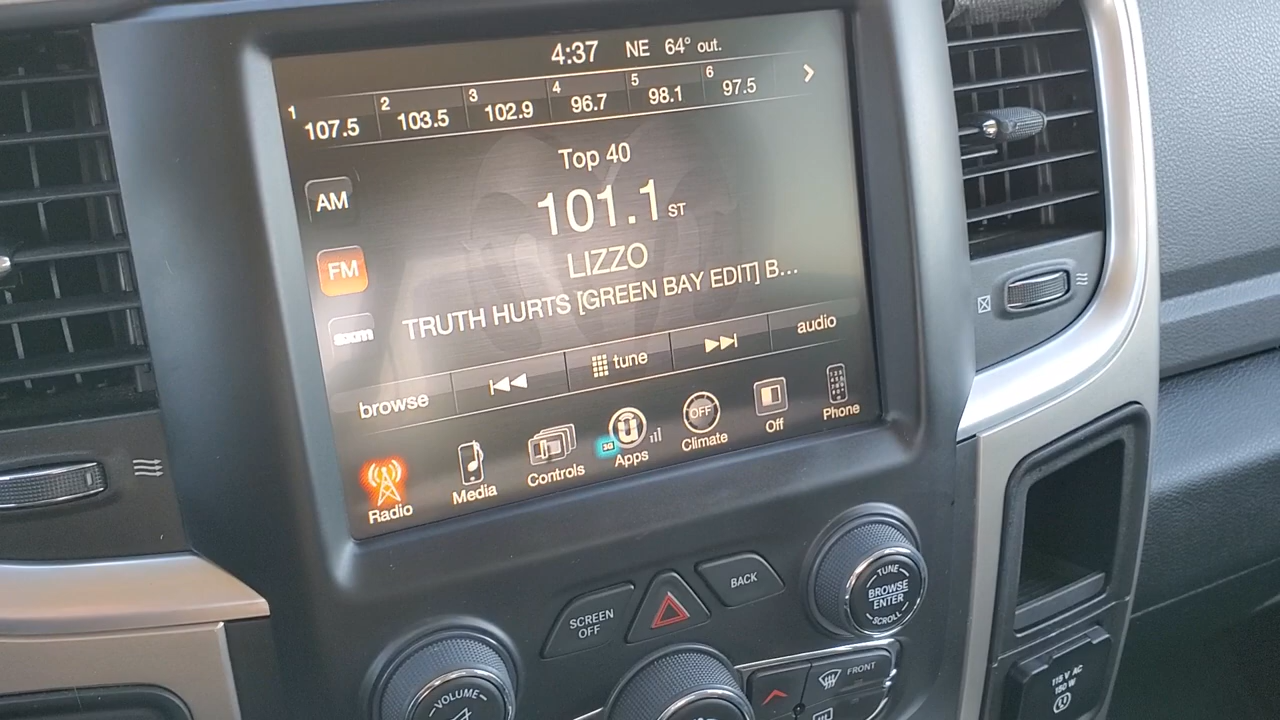 4:37 NE 64° out.
1 107.5 2 103.5 3 102.9 4 96.7 5 98.1 6 97.5
Top 40
AM
101.1 ST
FM
LIZZO
TRUTH HURTS [GREEN BAY EDIT] B...
sxm
browse tune audio
Radio Media Controls 3G Apps OFF Climate Off Phone
SCREEN
OFF
BACK
TUNE
BROWSE
ENTER
SCROLL
VOLUME
FRONT
115 V AC
150 W